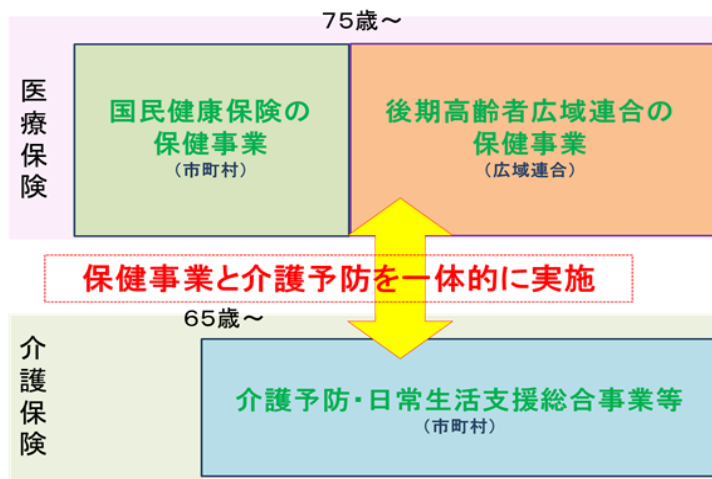 75歳～
医療保険
国民健康保険の
保健事業
（市町村）
後期高齢者広域連合の
保健事業
（広域連合）
保健事業と介護予防を一体的に実施
65歳～
介護保険
介護予防・日常生活支援総合事業等
（市町村）